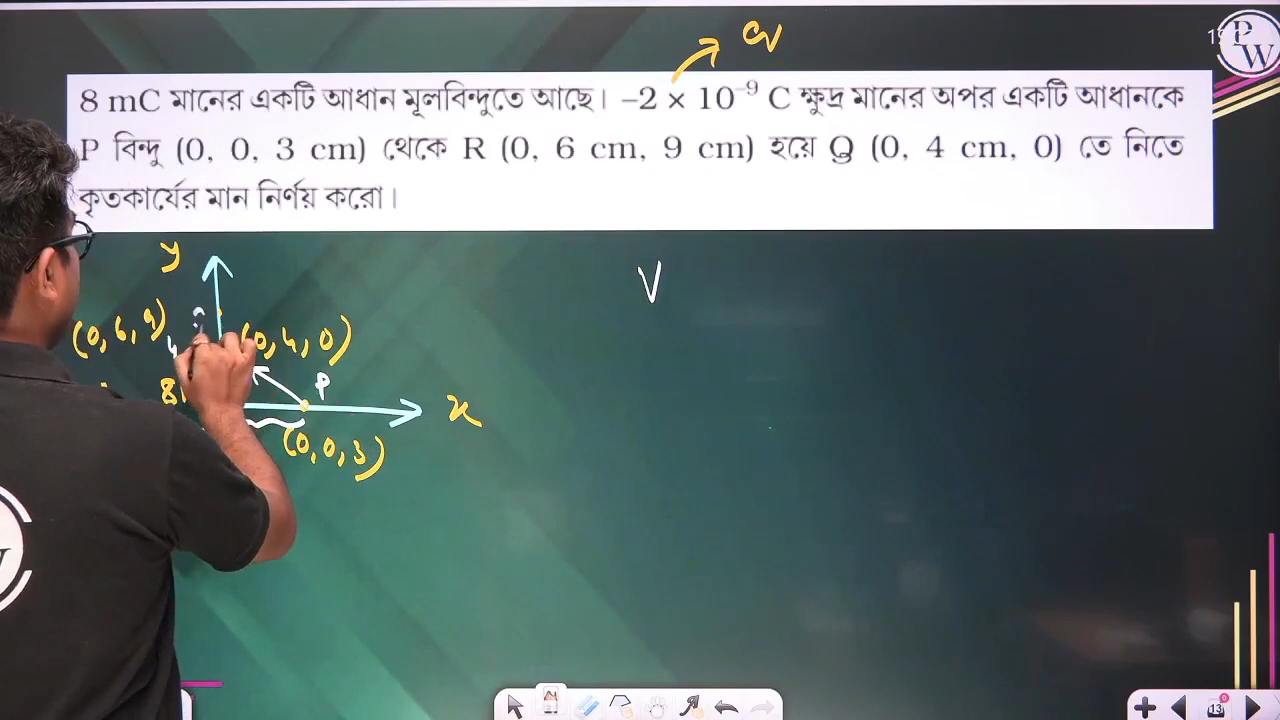 q
P
W
8 mC মানের একটি আধান মূলবিন্দুতে আছে। –2 × 10⁻⁹ C ক্ষুদ্র মানের অপর একটি আধানকে
P বিন্দু (0, 0, 3 cm) থেকে R (0, 6 cm, 9 cm) হয়ে Q (0, 4 cm, 0) তে নিতে
কৃতকার্যের মান নির্ণয় করো।
y
V
(0, 6, 9)
(0, 4, 0)
P
x
(0, 0, 3)
W
13